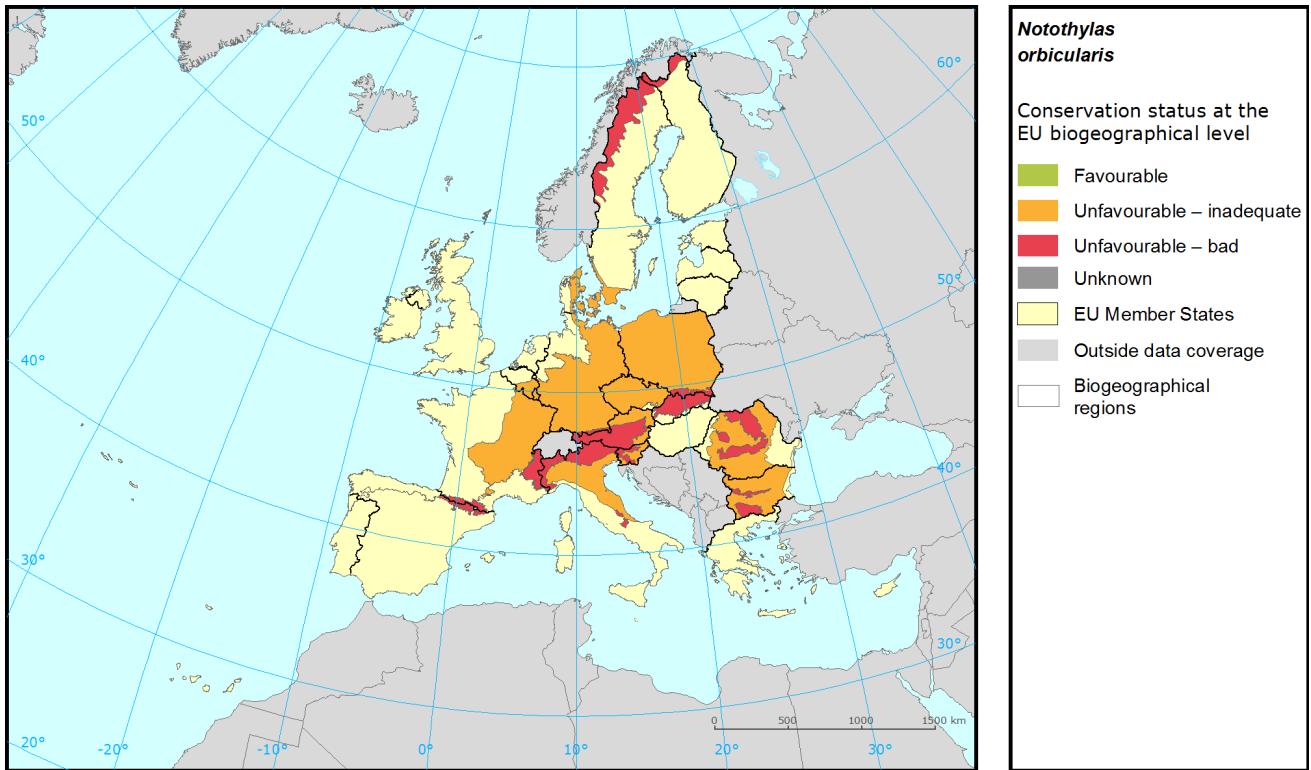 60°
50°
50°
40°
40°
30°
30°
20°
-20°
-10°
0°
10°
20°
30°
0 500 1000 1500 km
Notothylas
orbicularis
Conservation status at the
EU biogeographical level
Favourable
Unfavourable – inadequate
Unfavourable – bad
Unknown
EU Member States
Outside data coverage
Biogeographical
regions